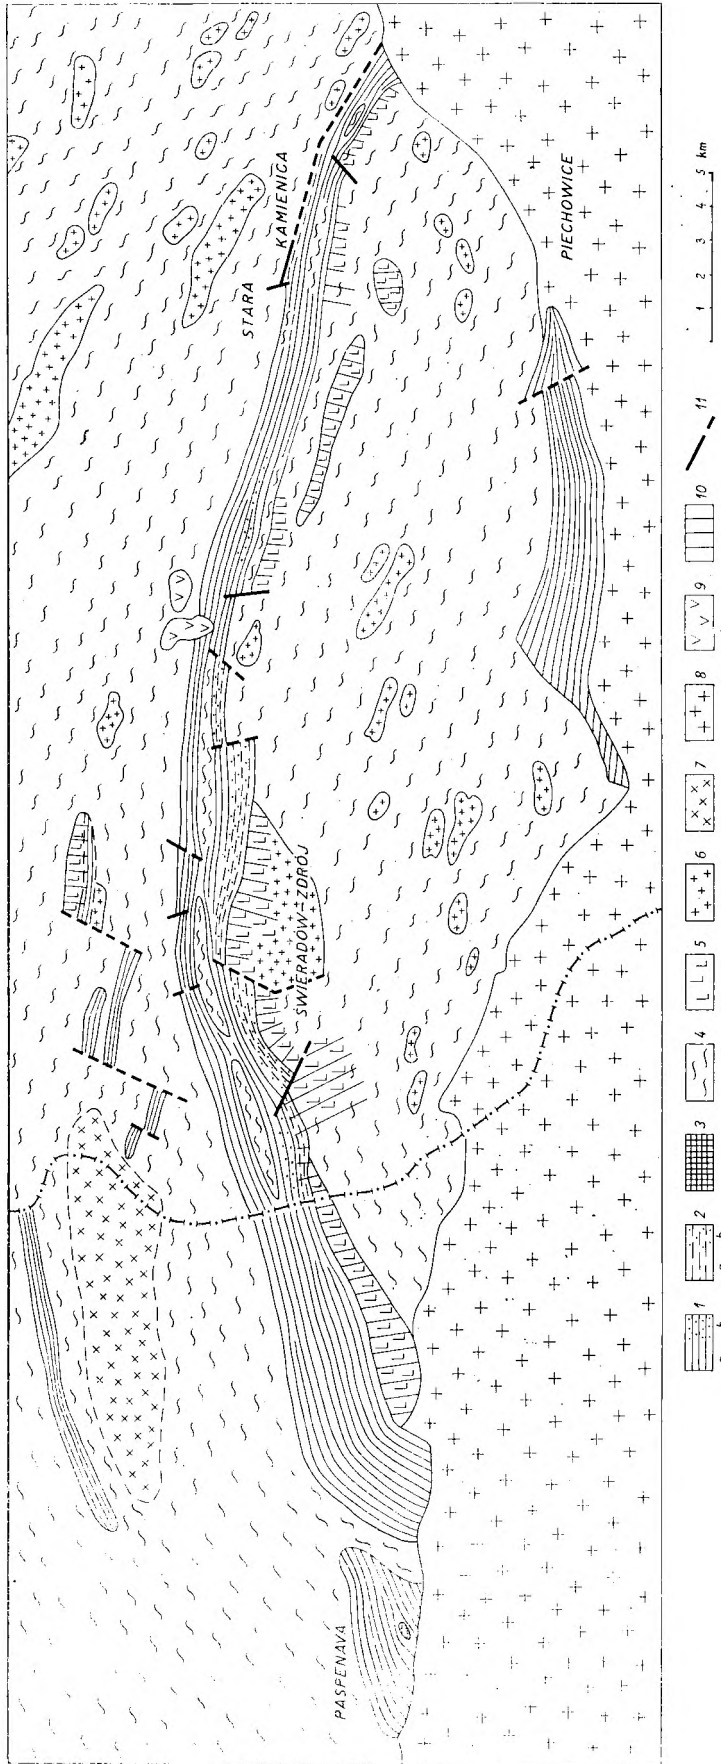 PASPENAVA
ŚWIERADÓW-ZDRÓJ
STARA
KAMIENICA
PIECHOWICE
1 2 3 4 5 6 7 8 9 10 11
a b a b
1 2 3 4 5 km